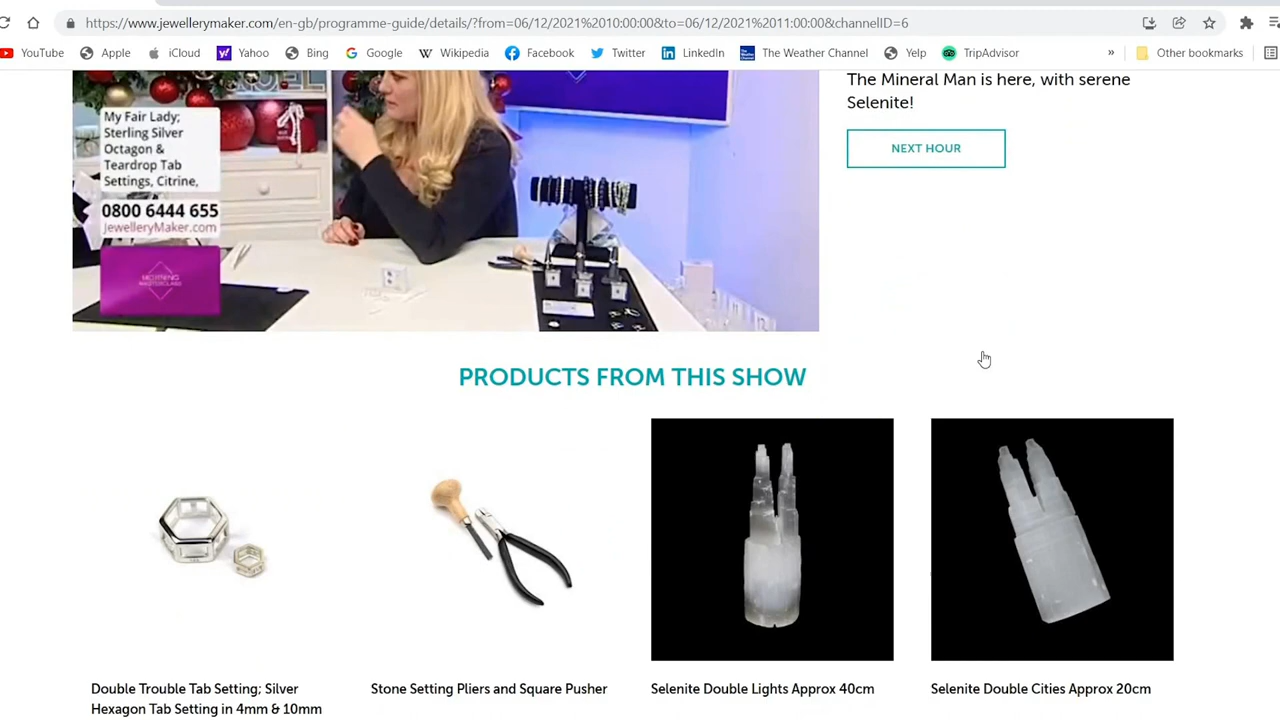 https://www.jewellerymaker.com/en-gb/programme-guide/details/?from=06/12/2021%2010:00:00&to=06/12/2021%2011:00:00&channelID=6
YouTube Apple iCloud Yahoo Bing Google Wikipedia Facebook Twitter LinkedIn The Weather Channel Yelp TripAdvisor » Other bookmarks
The Mineral Man is here, with serene
Selenite!
NEXT HOUR
My Fair Lady;
Sterling Silver
Octagon &
Teardrop Tab
Settings, Citrine,
0800 6444 655
JewelleryMaker.com
MORNING
MASTERCLASS
PRODUCTS FROM THIS SHOW
Double Trouble Tab Setting; Silver
Hexagon Tab Setting in 4mm & 10mm
Stone Setting Pliers and Square Pusher
Selenite Double Lights Approx 40cm
Selenite Double Cities Approx 20cm